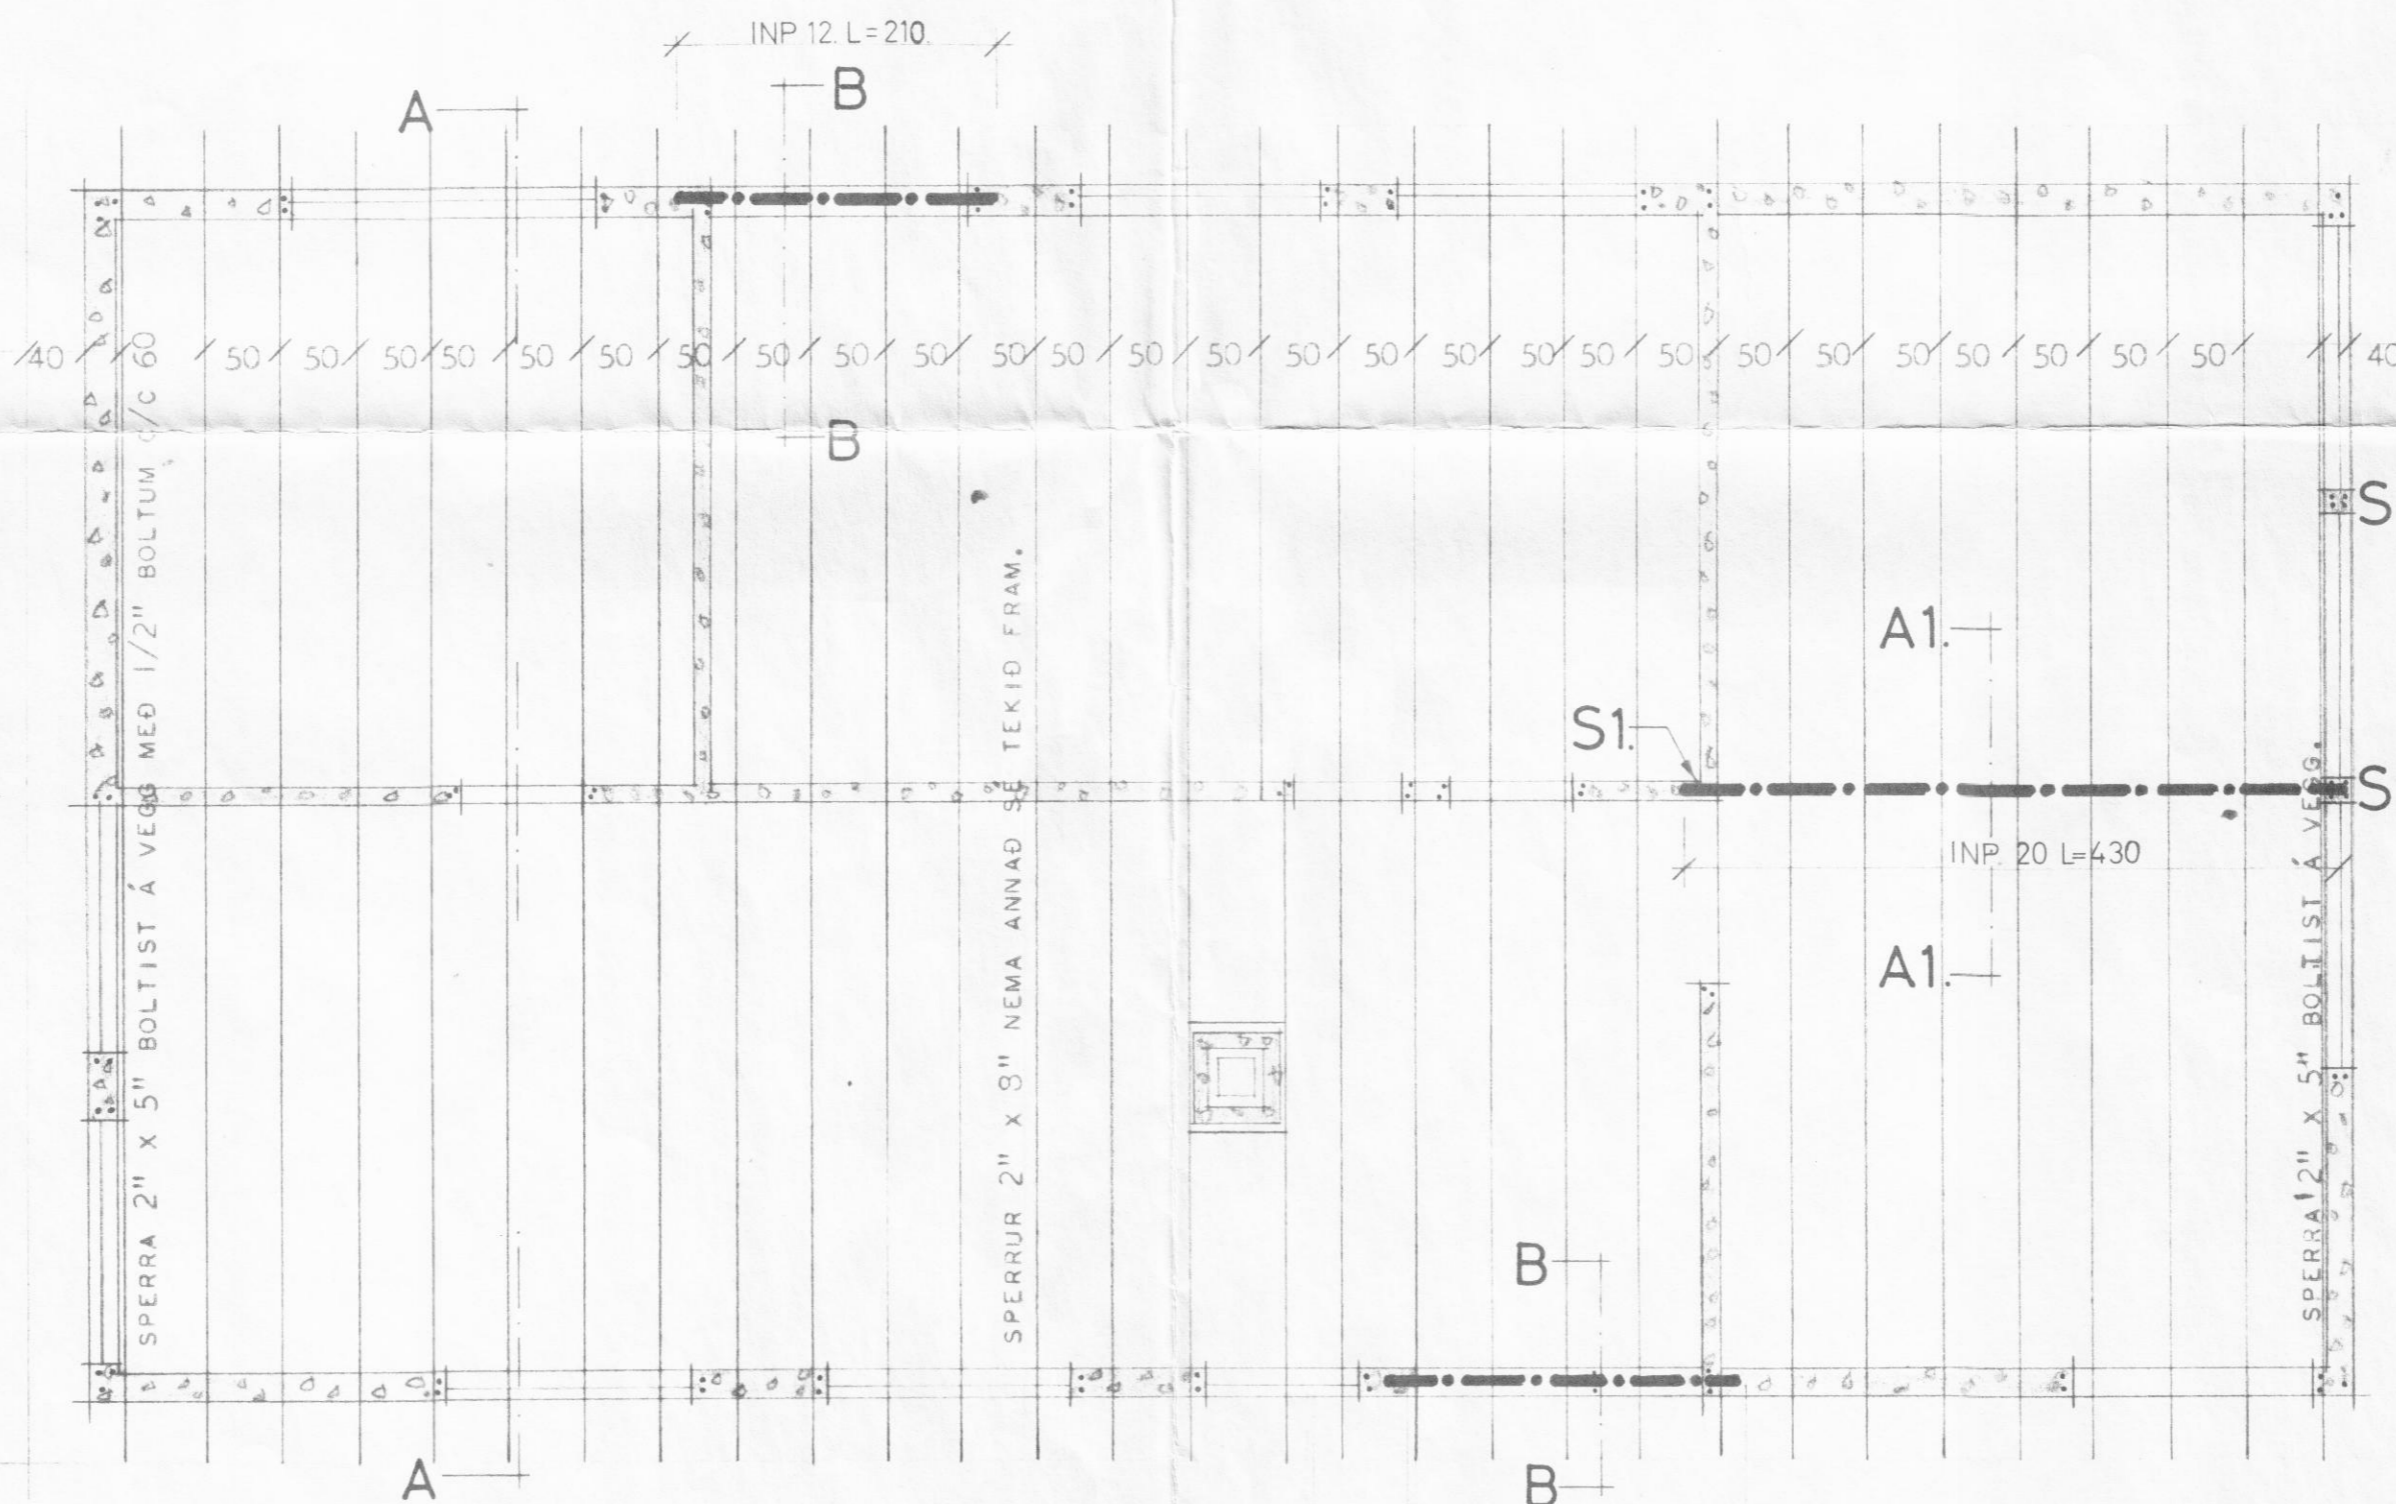 INP 12. L=210.
B
A
40 50 50 50 50 50 50 50 50 50 50 50 50 50 50 50 50 50 50 50 50 50 50 50 50 50 50 40
B
SPERRA 2" x 5" BOLTIST Á VEGG MEÐ 1/2" BOLTUM c/c 60
SPERRUR 2" x 8" NEMA ANNAÐ SÉ TEKIÐ FRAM.
S
A1.
S1.
S
INP. 20 L=430
A1.
SPERRA 2" x 5" BOLTIST Á VEGG.
B
A
B